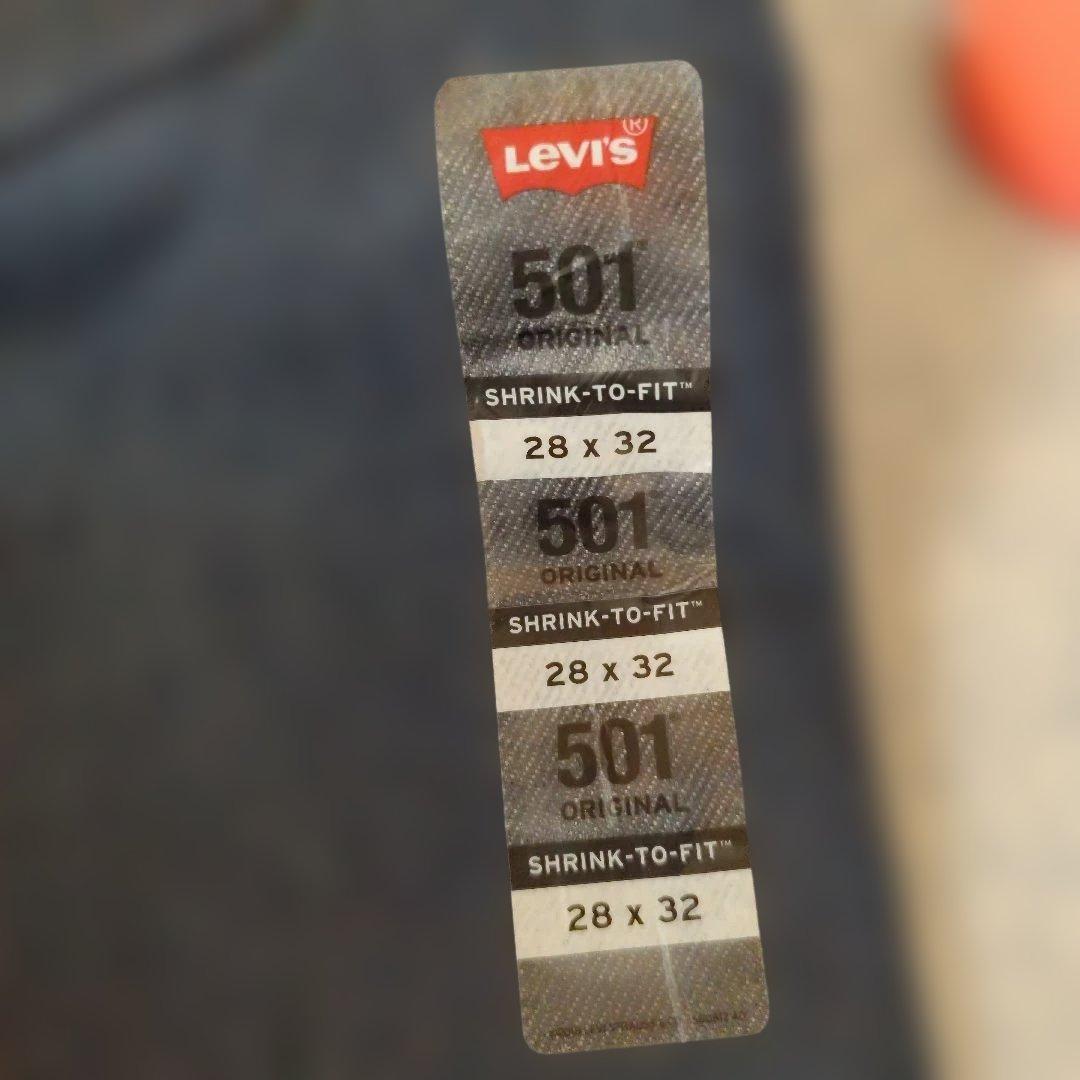 LEVI'S®
501
ORIGINAL
SHRINK-TO-FIT™
28 x 32
501
ORIGINAL
SHRINK-TO-FIT™
28 x 32
501
ORIGINAL
SHRINK-TO-FIT™
28 x 32